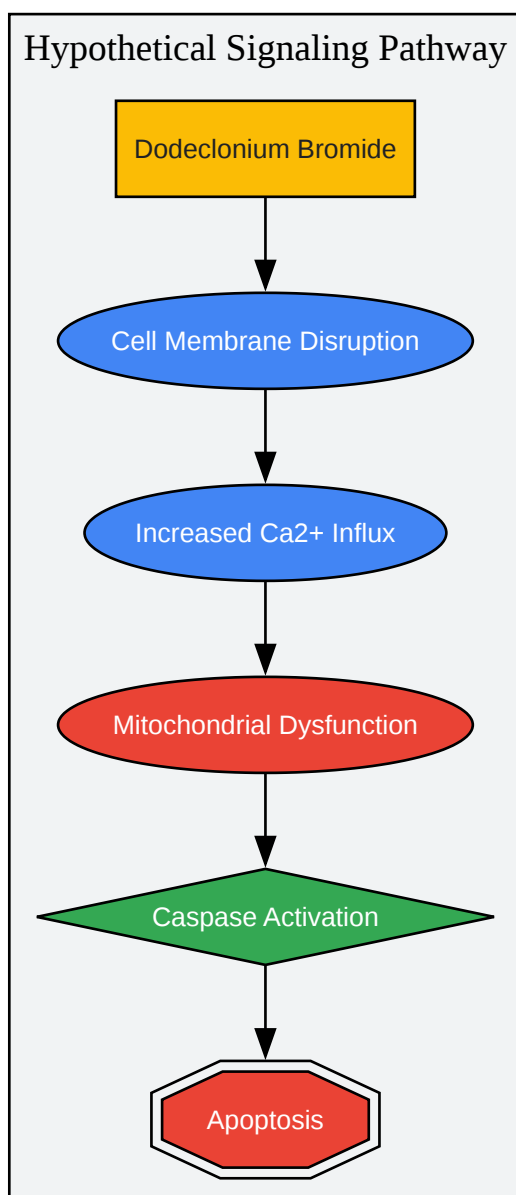 Hypothetical Signaling Pathway
Dodeclonium Bromide
Cell Membrane Disruption
Increased Ca2+ Influx
Mitochondrial Dysfunction
Caspase Activation
Apoptosis